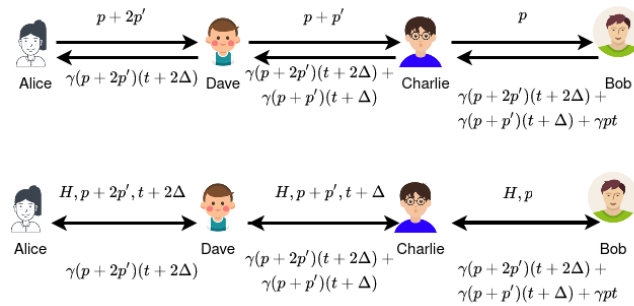 p + 2p′ p + p′ p
Alice Dave Charlie Bob
γ(p + 2p′)(t + 2Δ) γ(p + 2p′)(t + 2Δ) + γ(p + 2p′)(t + 2Δ) +
γ(p + p′)(t + Δ) γ(p + p′)(t + Δ) + γpt
H, p + 2p′, t + 2Δ H, p + p′, t + Δ H, p
Alice Dave Charlie Bob
γ(p + 2p′)(t + 2Δ) γ(p + 2p′)(t + 2Δ) + γ(p + 2p′)(t + 2Δ) +
γ(p + p′)(t + Δ) γ(p + p′)(t + Δ) + γpt